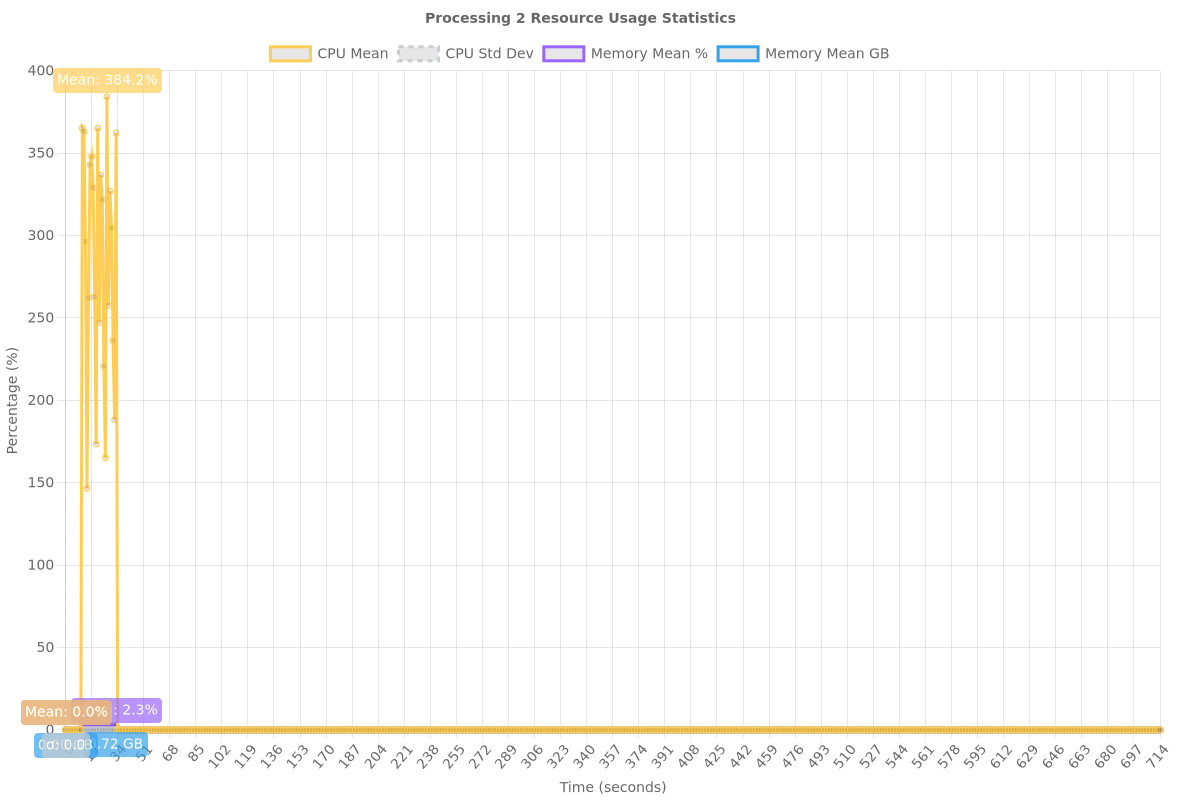 Processing 2 Resource Usage Statistics
CPU Mean CPU Std Dev Memory Mean % Memory Mean GB
Mean: 384.2%
400
350
300
250
200
150
100
50
0
Percentage (%)
Mean: 0.0%
: 2.3%
σ: 0.0
.72 GB
34 51 68 85 102 119 136 153 170 187 204 221 238 255 272 289 306 323 340 357 374 391 408 425 442 459 476 493 510 527 544 561 578 595 612 629 646 663 680 697 714
Time (seconds)